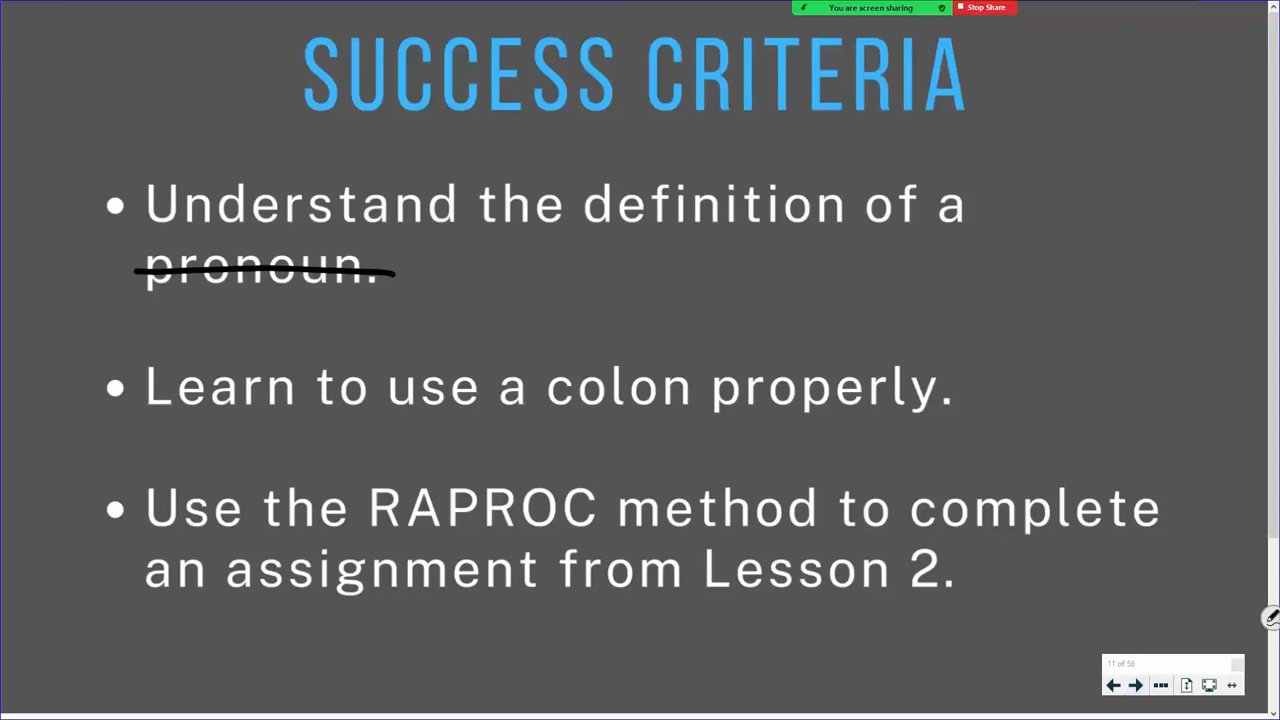 You are screen sharing
Stop Share
SUCCESS CRITERIA
• Understand the definition of a
pronoun.
• Learn to use a colon properly.
• Use the RAPROC method to complete
an assignment from Lesson 2.
11 of 58